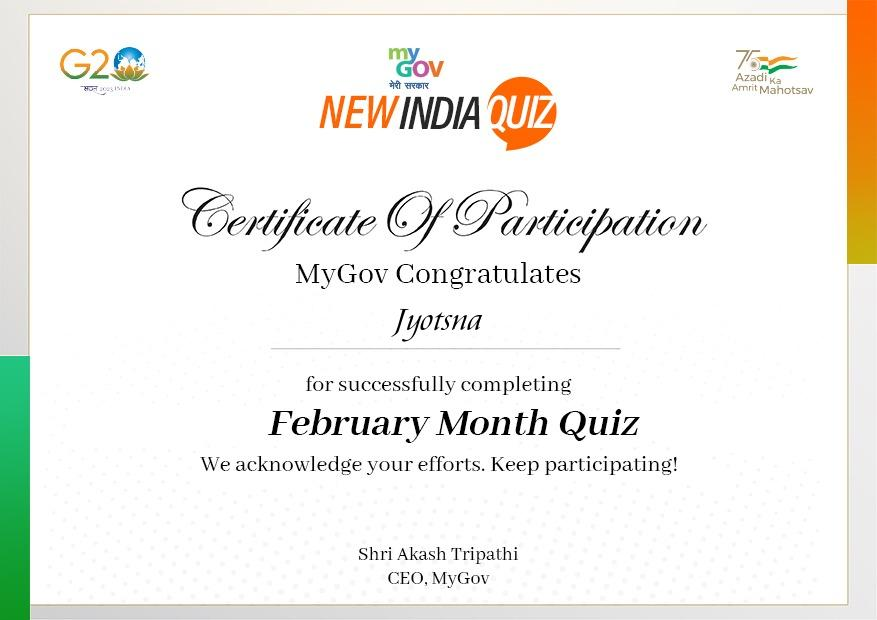 G20
भारत 2023 INDIA
my
GOV
मेरी सरकार
NEW INDIA QUIZ
75
Azadi Ka
Amrit Mahotsav
Certificate Of Participation
MyGov Congratulates
Jyotsna
for successfully completing
February Month Quiz
We acknowledge your efforts. Keep participating!
Shri Akash Tripathi
CEO, MyGov